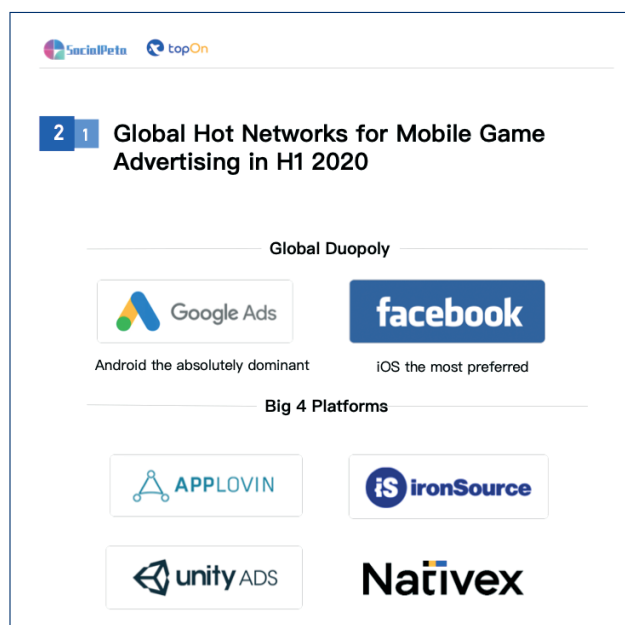 SocialPeta topOn
2 1 Global Hot Networks for Mobile Game
Advertising in H1 2020
Global Duopoly
Google Ads facebook
Android the absolutely dominant iOS the most preferred
Big 4 Platforms
APPLOVIN iS ironSource
unity ADS Nativex